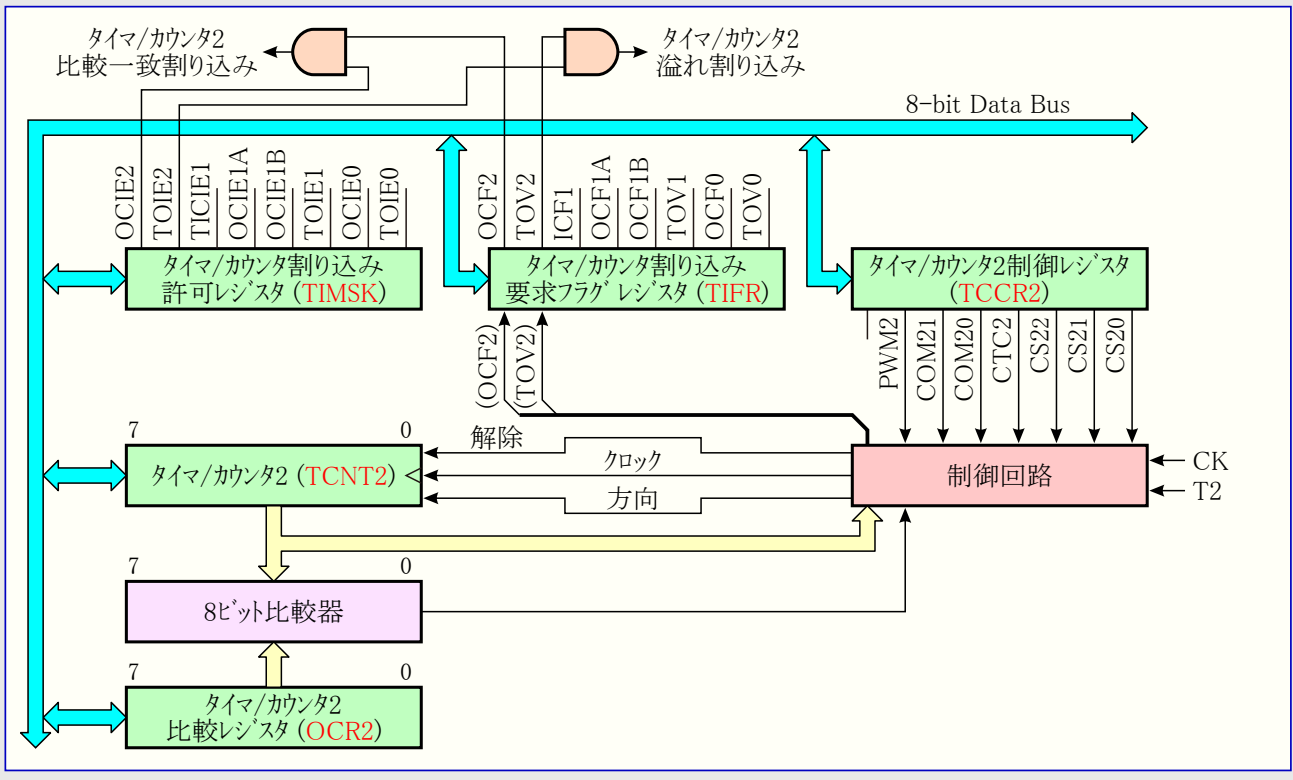 タイマ/カウンタ2
比較一致割り込み
タイマ/カウンタ2
溢れ割り込み
8-bit Data Bus
OCIE2
TOIE2
TICIE1
OCIE1A
OCIE1B
TOIE1
OCIE0
TOIE0
OCF2
TOV2
ICF1
OCF1A
OCF1B
TOV1
OCF0
TOV0
タイマ/カウンタ割り込み
許可レジスタ (TIMSK)
タイマ/カウンタ割り込み
要求フラグ レジスタ (TIFR)
タイマ/カウンタ2制御レジスタ
(TCCR2)
(OCF2)
(TOV2)
PWM2
COM21
COM20
CTC2
CS22
CS21
CS20
7
0
解除
タイマ/カウンタ2 (TCNT2)
クロック
方向
制御回路
CK
T2
7
0
8ビット比較器
7
0
タイマ/カウンタ2
比較レジスタ (OCR2)